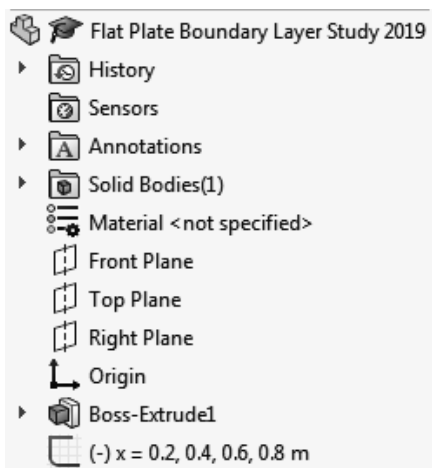 Flat Plate Boundary Layer Study 2019
History
Sensors
A Annotations
Solid Bodies(1)
Material <not specified>
Front Plane
Top Plane
Right Plane
Origin
Boss-Extrude1
(-) x = 0.2, 0.4, 0.6, 0.8 m